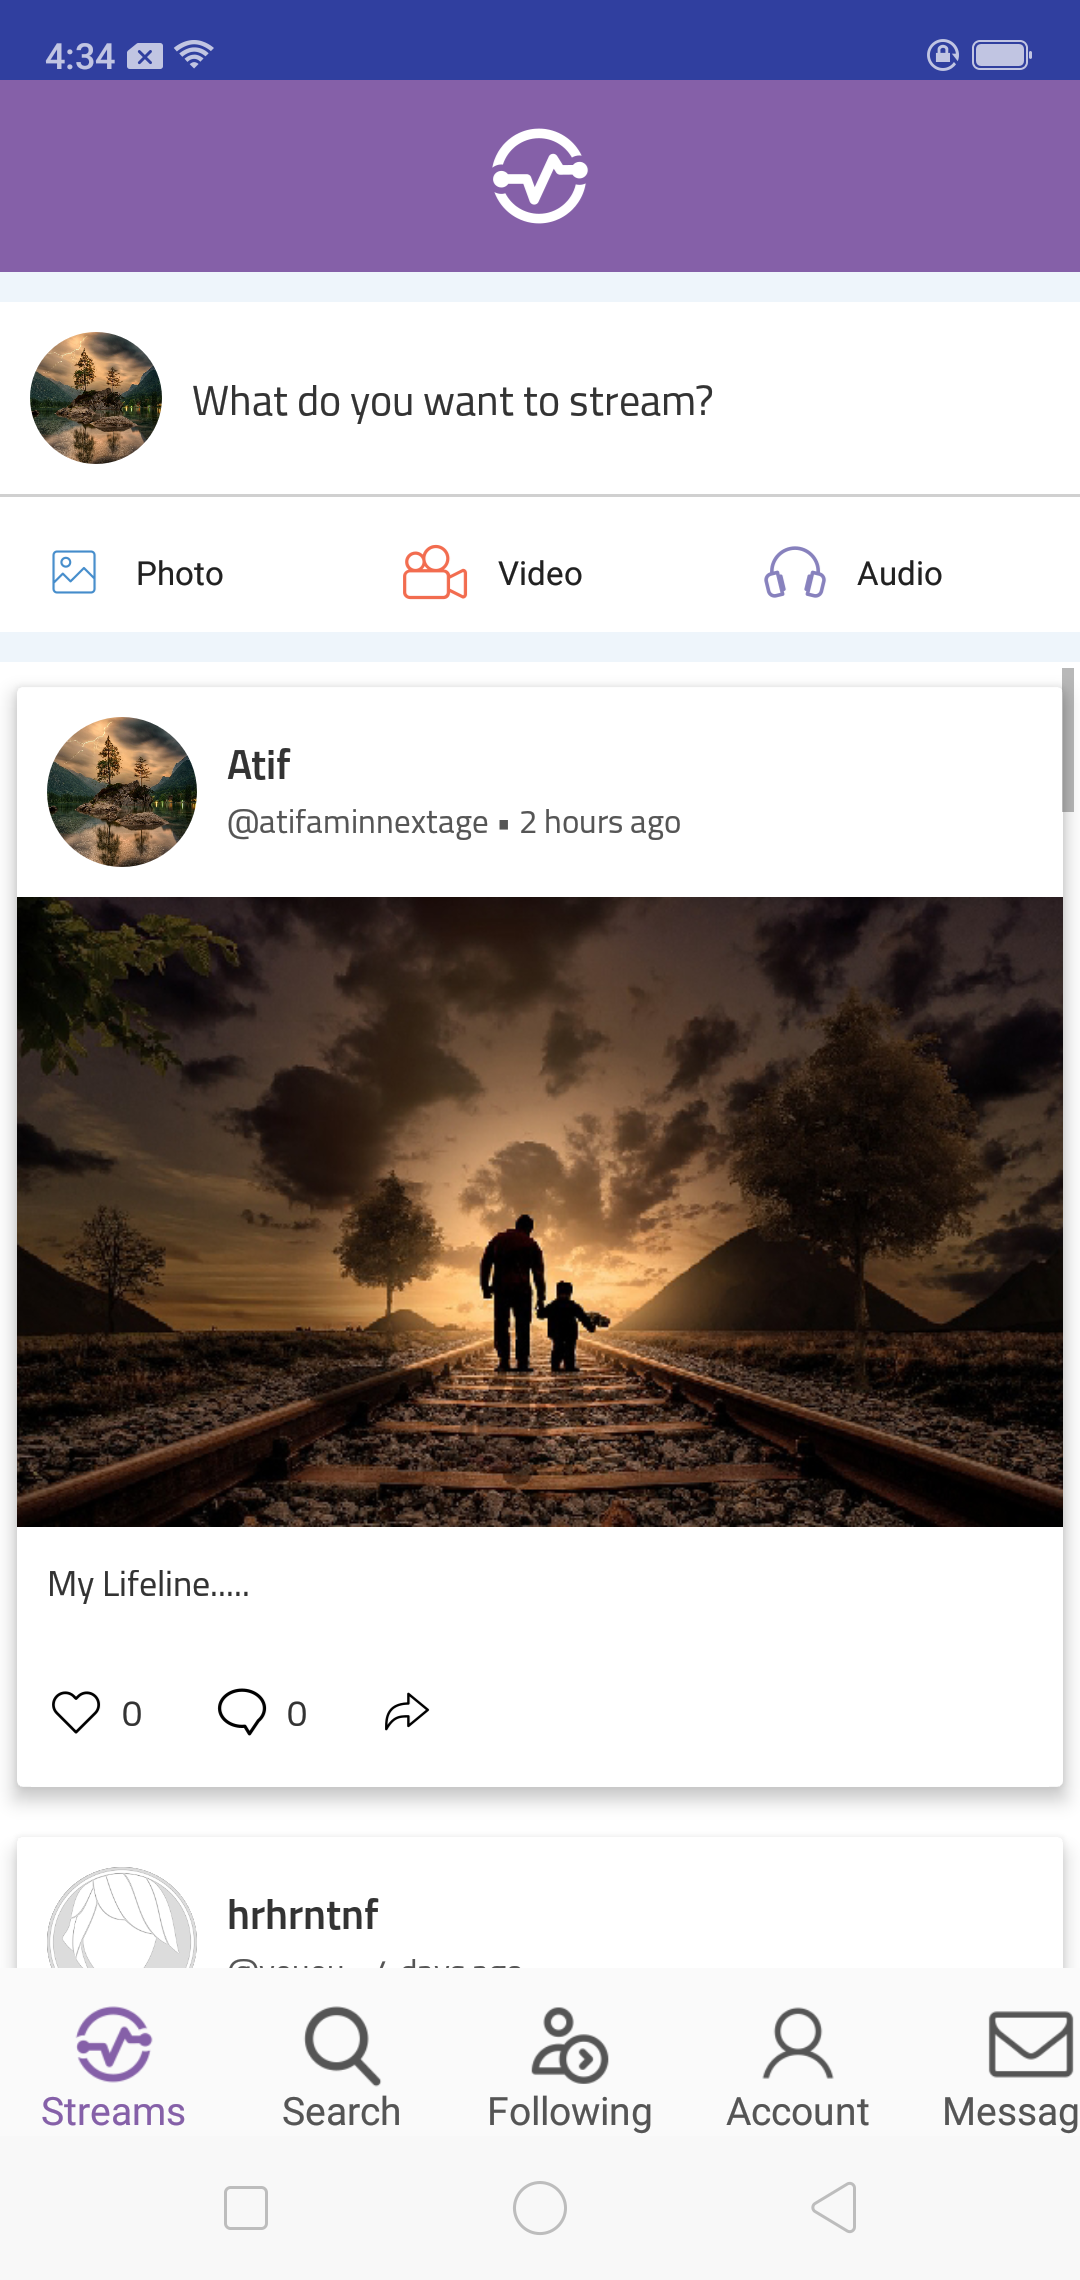 4:34
What do you want to stream?
Photo Video Audio
Atif
@atifaminnextage ▪ 2 hours ago
My Lifeline.....
0 0
hrhrntnf
Streams Search Following Account Messag